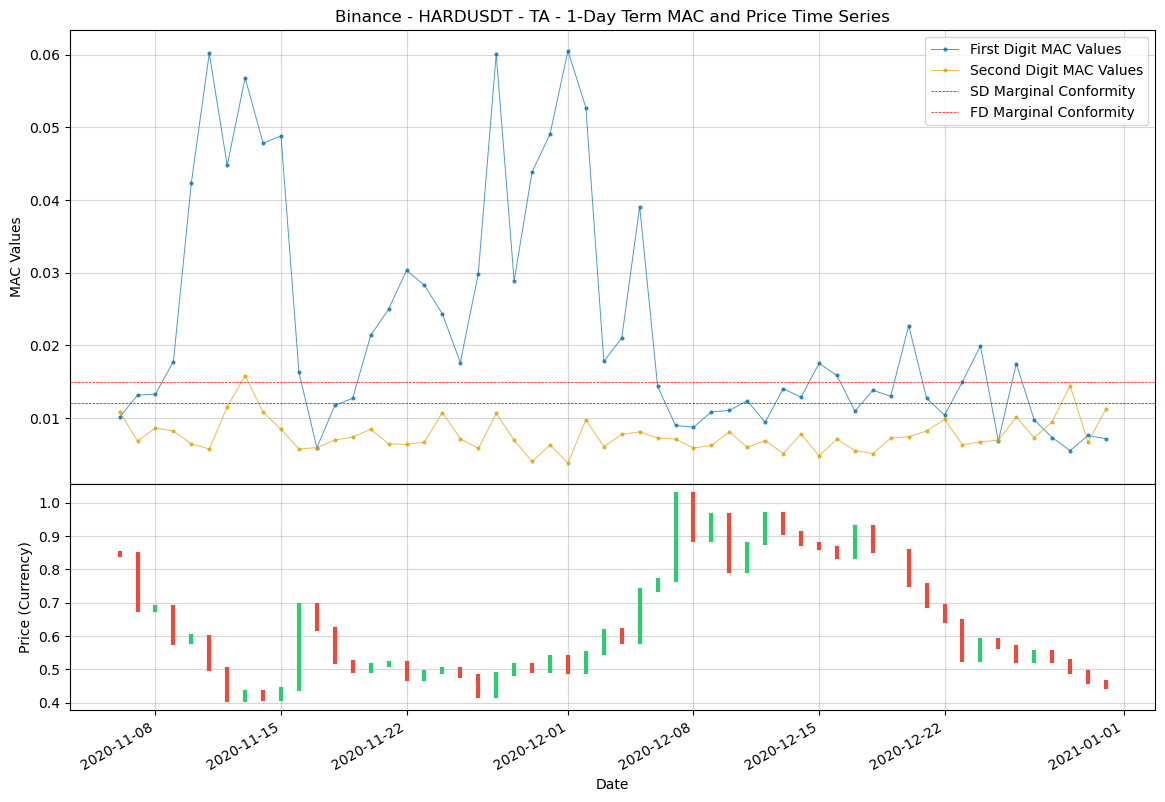 Binance - HARDUSDT - TA - 1-Day Term MAC and Price Time Series
First Digit MAC Values
Second Digit MAC Values
SD Marginal Conformity
FD Marginal Conformity
MAC Values
0.06
0.05
0.04
0.03
0.02
0.01
Price (Currency)
1.0
0.9
0.8
0.7
0.6
0.5
0.4
2020-11-08
2020-11-15
2020-11-22
2020-12-01
2020-12-08
2020-12-15
2020-12-22
2021-01-01
Date